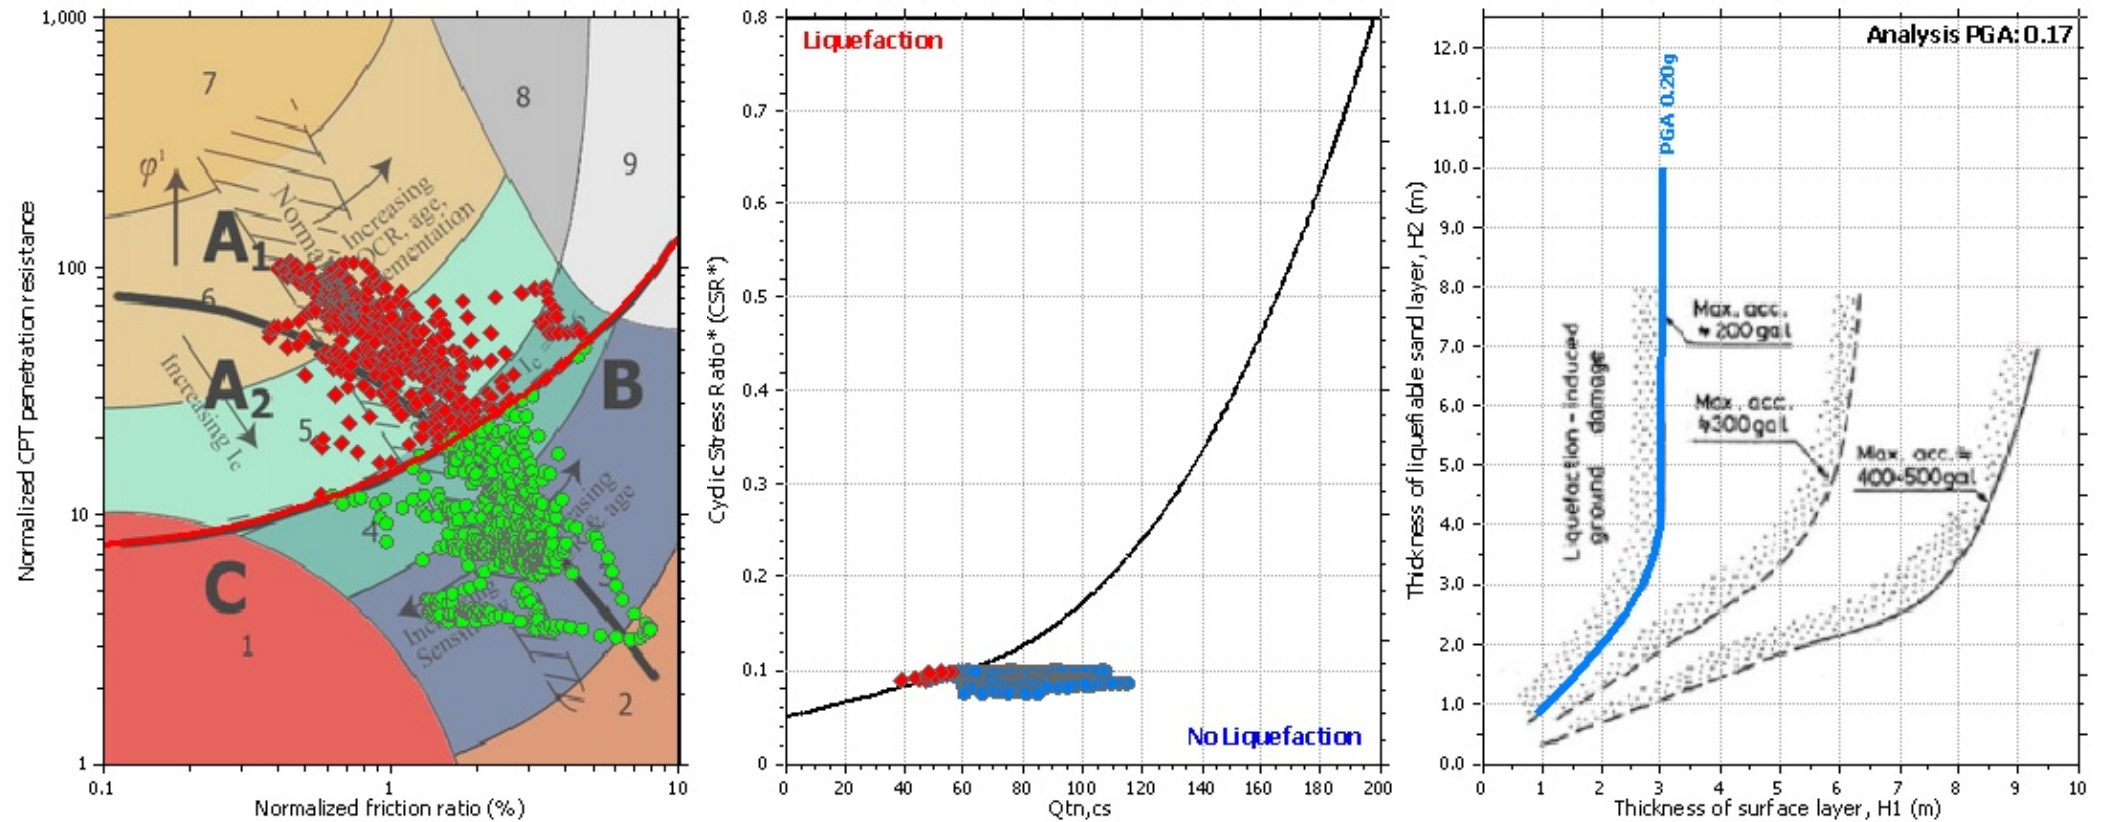 1,000
100
10
1
Normalized CPT penetration resistance
0.1
1
10
Normalized friction ratio (%)
7
8
9
φ'
A1
6
A2
5
B
4
C
1
3
2
Increasing
OCR, age,
cementation
Increasing Ic
Sensitivity
& age
Ic =
0.8
0.7
0.6
0.5
0.4
0.3
0.2
0.1
0
Cyclic Stress Ratio* (CSR*)
Liquefaction
No Liquefaction
0
20
40
60
80
100
120
140
160
180
200
Qtn,cs
12.0
11.0
10.0
9.0
8.0
7.0
6.0
5.0
4.0
3.0
2.0
1.0
0.0
Thickness of liquefiable sand layer, H2 (m)
Analysis PGA: 0.17
PGA 0.20g
Max. acc.
≒ 200 gal
Max. acc.
≒300 gal
Max. acc. ≒
400~500gal
Liquefaction - induced
ground damage
0
1
2
3
4
5
6
7
8
9
10
Thickness of surface layer, H1 (m)